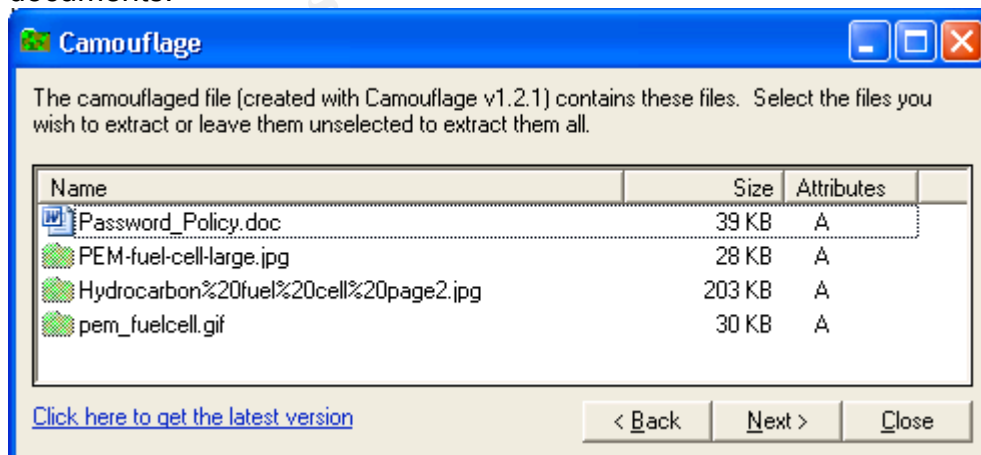 documents.
Camouflage
The camouflaged file (created with Camouflage v1.2.1) contains these files. Select the files you
wish to extract or leave them unselected to extract them all.
Name Size Attributes
Password_Policy.doc 39 KB A
PEM-fuel-cell-large.jpg 28 KB A
Hydrocarbon%20fuel%20cell%20page2.jpg 203 KB A
pem_fuelcell.gif 30 KB A
Click here to get the latest version < Back Next > Close